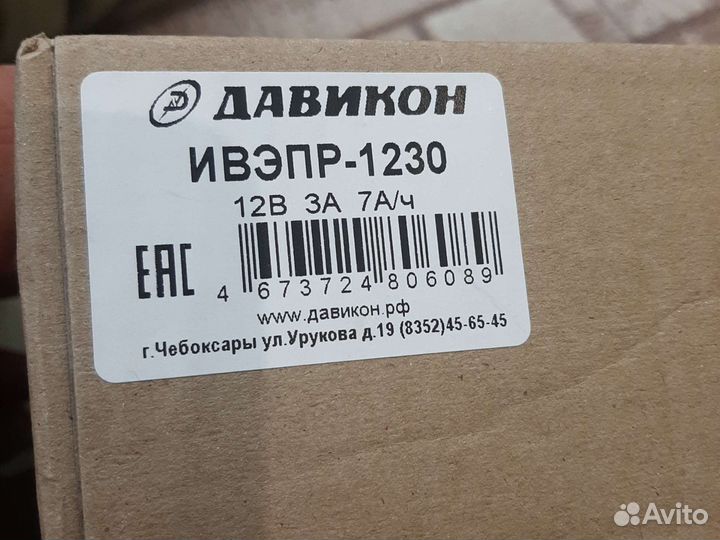 ДАВИКОН
ИВЭПР-1230
12В 3А 7А/ч
ЕАС
4 673724 806089
www.давикон.рф
г.Чебоксары ул.Урукова д.19 (8352)45-65-45
Avito